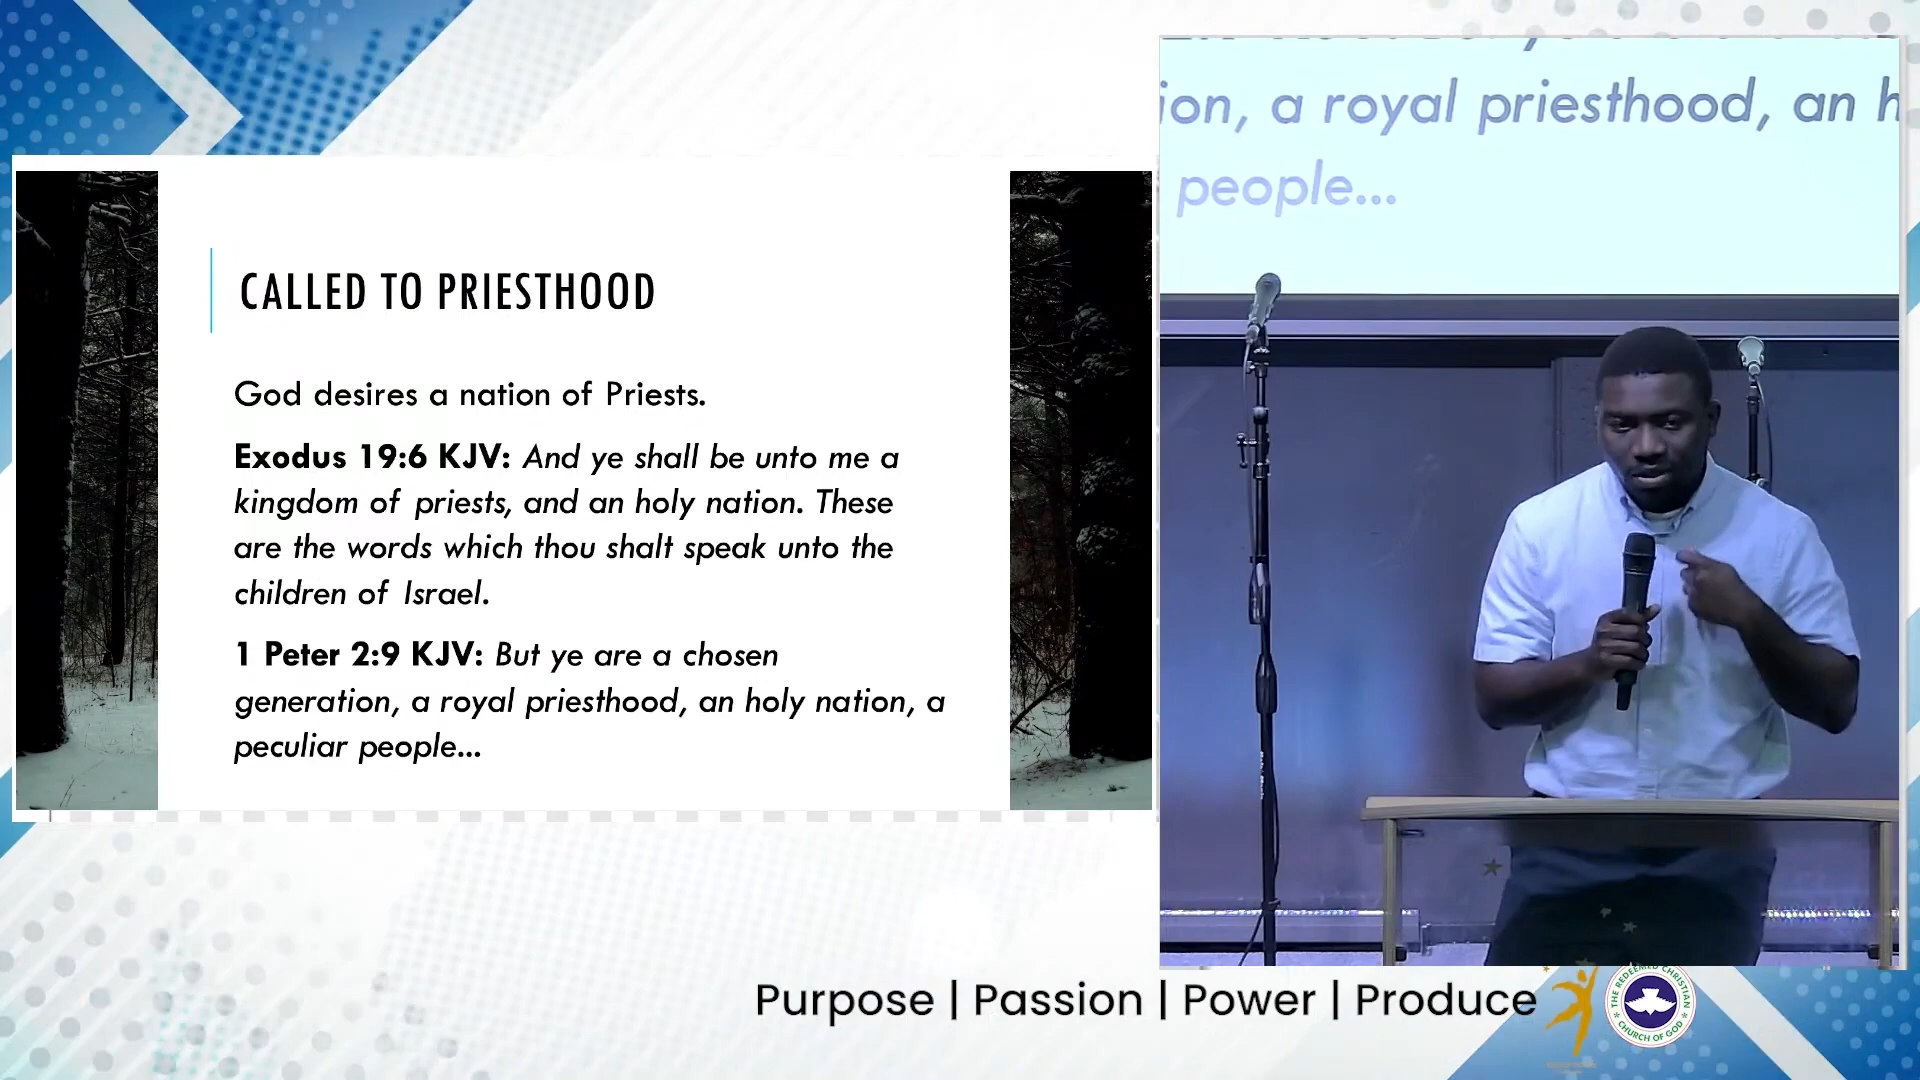 CALLED TO PRIESTHOOD
God desires a nation of Priests.
Exodus 19:6 KJV: And ye shall be unto me a
kingdom of priests, and an holy nation. These
are the words which thou shalt speak unto the
children of Israel.
1 Peter 2:9 KJV: But ye are a chosen
generation, a royal priesthood, an holy nation, a
peculiar people...
ion, a royal priesthood, an h
people...
Purpose | Passion | Power | Produce
THE REDEEMED CHRISTIAN
CHURCH OF GOD